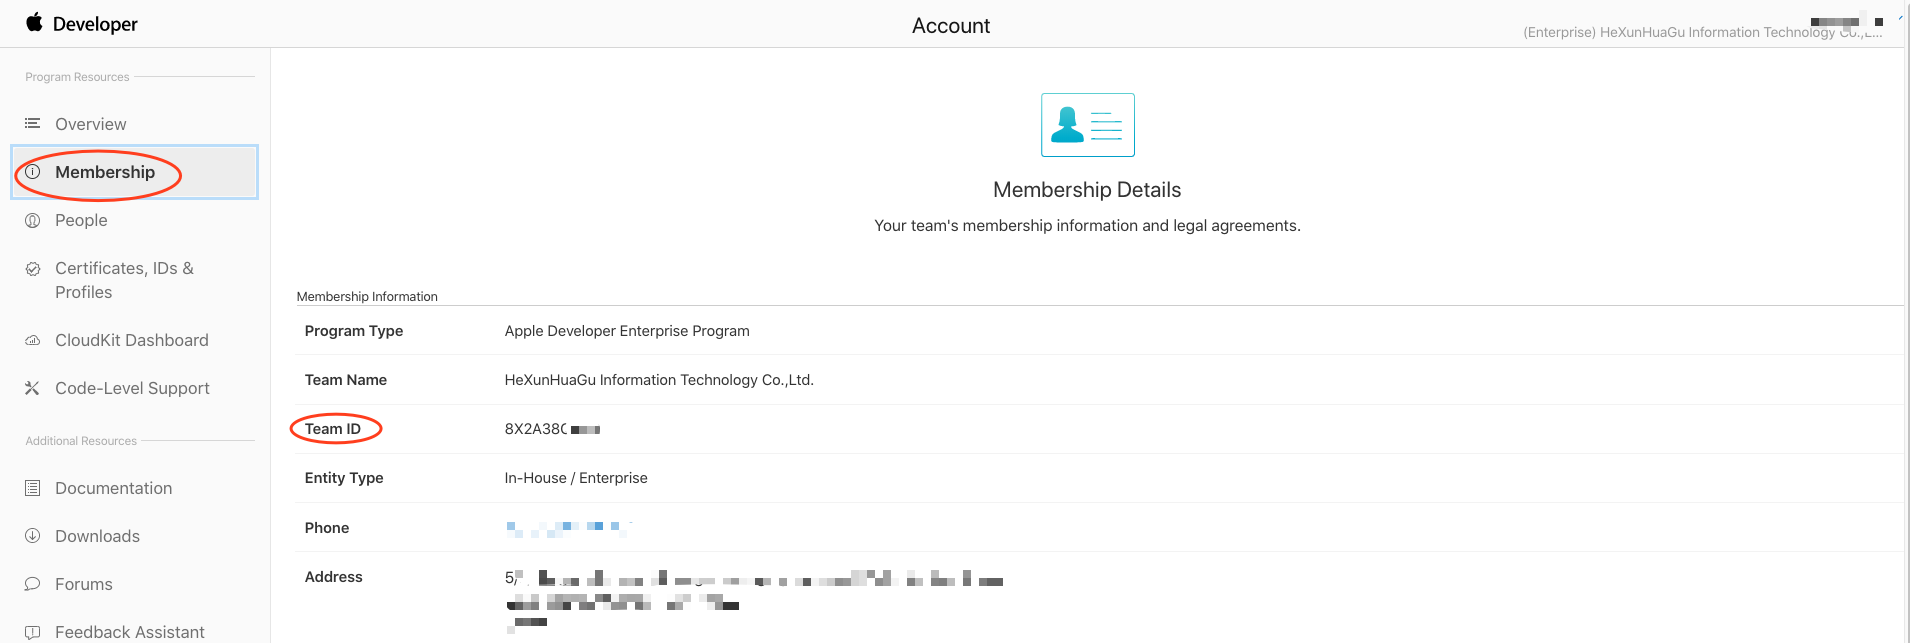 Developer
Account
(Enterprise) HeXunHuaGu Information Technology Co.,L...
Program Resources
Overview
Membership
People
Certificates, IDs &
Profiles
CloudKit Dashboard
Code-Level Support
Additional Resources
Documentation
Downloads
Forums
Feedback Assistant
Membership Details
Your team's membership information and legal agreements.
Membership Information
Program Type
Apple Developer Enterprise Program
Team Name
HeXunHuaGu Information Technology Co.,Ltd.
Team ID
8X2A38
Entity Type
In-House / Enterprise
Phone
Address
5,